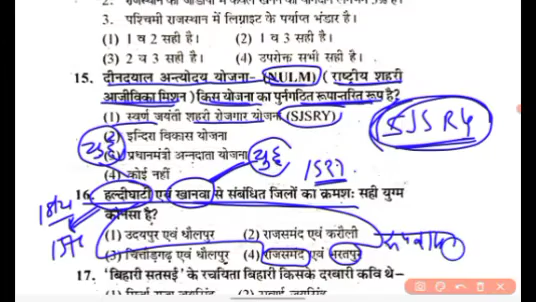 3. पश्चिमी राजस्थान में लिग्नाइट के पर्याप्त भंडार है।
(1) 1 व 2 सही है। (2) 1 व 3 सही है।
(3) 2 व 3 सही है। (4) उपरोक्त सभी सही है।
15. दीनदयाल अन्त्योदय योजना- (NULM) ( राष्ट्रीय शहरी
आजीविका मिशन ) किस योजना का पुर्नगठित रूपान्तरित रूप है?
(1) स्वर्ण जयंती शहरी रोजगार योजना (SJSRY)
SJSRY
(2) इन्दिरा विकास योजना
युद्ध
(3) प्रधानमंत्री अन्नदाता योजना
युद्ध
(4) कोई नहीं
1527
16. हल्दीघाटी एवं खानवा से संबंधित जिलों का क्रमशः सही युग्म
कौनसा है?
(1) उदयपुर एवं धौलपुर (2) राजसमंद एवं करौली
(3) चित्तौड़गढ़ एवं धौलपुर (4) राजसमंद एवं भरतपुर
17. 'बिहारी सतसई' के रचयिता बिहारी किसके दरबारी कवि थे-